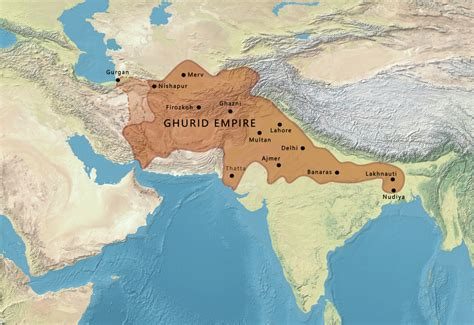 Gurgan
Merv
Nishapur
Firozkoh
Ghazni
GHURID EMPIRE
Lahore
Multan
Delhi
Ajmer
Thatta
Banaras
Lakhnauti
Nudiya